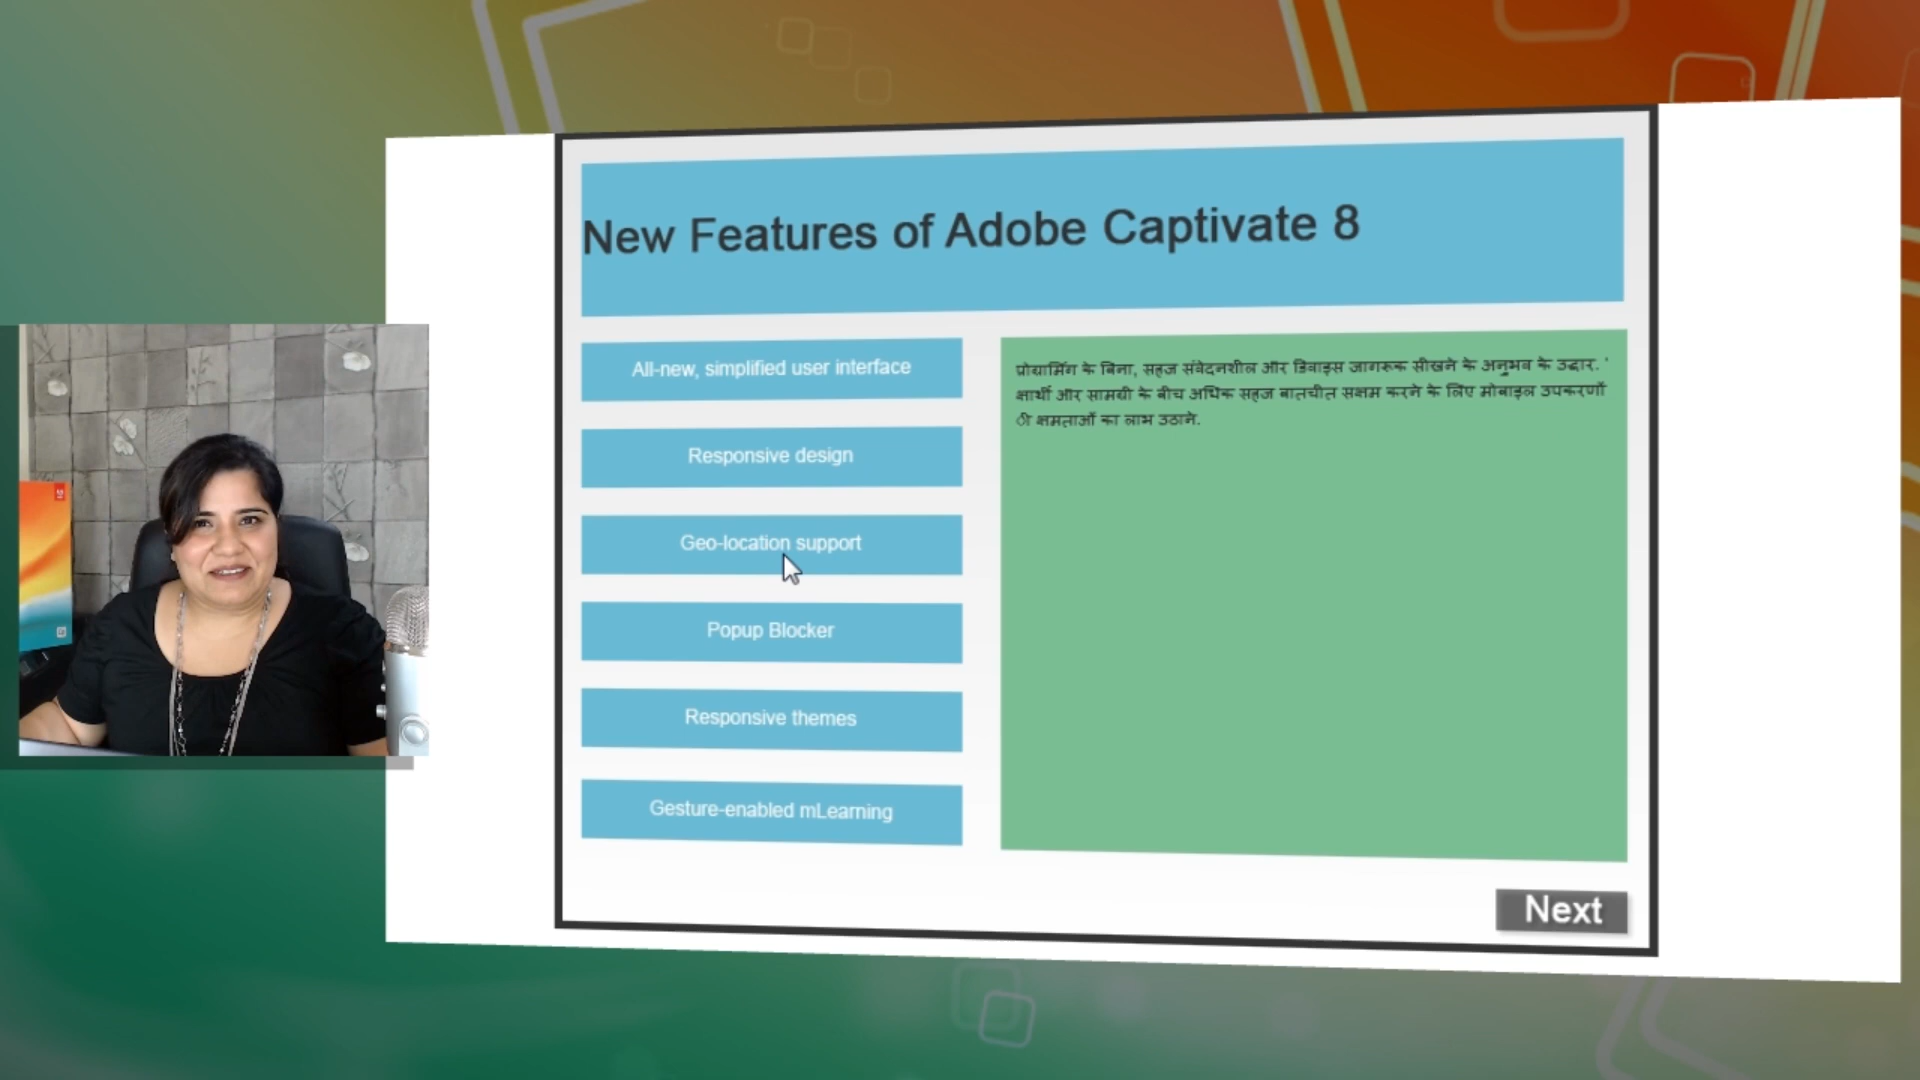 New Features of Adobe Captivate 8
All-new, simplified user interface
Responsive design
Geo-location support
Popup Blocker
Responsive themes
Gesture-enabled mLearning
प्रोग्रामिंग के बिना, सहज संवेदनशील और डिवाइस जागरूक सीखने के अनुभव के उद्धार. '
क्षार्थी और सामग्री के बीच अधिक सहज बातचीत सक्षम करने के लिए मोबाइल उपकरणों
ी क्षमताओं का लाभ उठाने.
Next